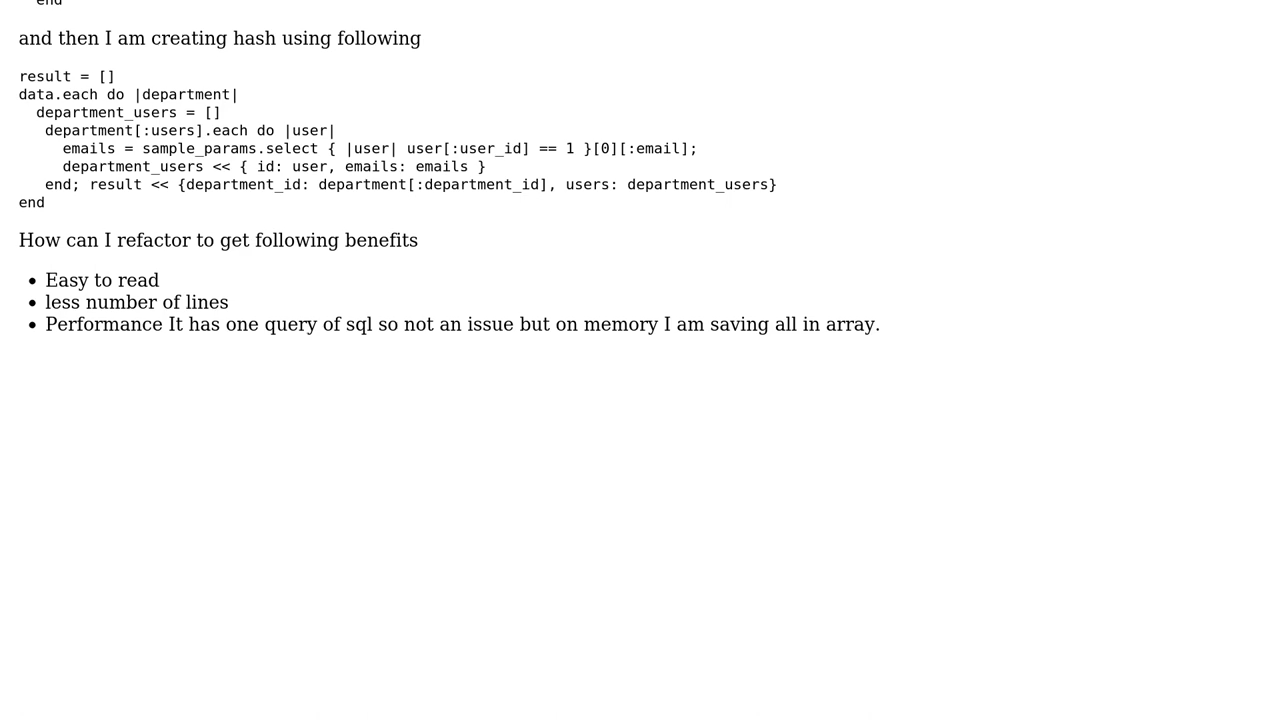 end
and then I am creating hash using following
result = []
data.each do |department|
  department_users = []
   department[:users].each do |user|
     emails = sample_params.select { |user| user[:user_id] == 1 }[0][:email];
     department_users << { id: user, emails: emails }
   end; result << {department_id: department[:department_id], users: department_users}
end
How can I refactor to get following benefits
• Easy to read
• less number of lines
• Performance It has one query of sql so not an issue but on memory I am saving all in array.